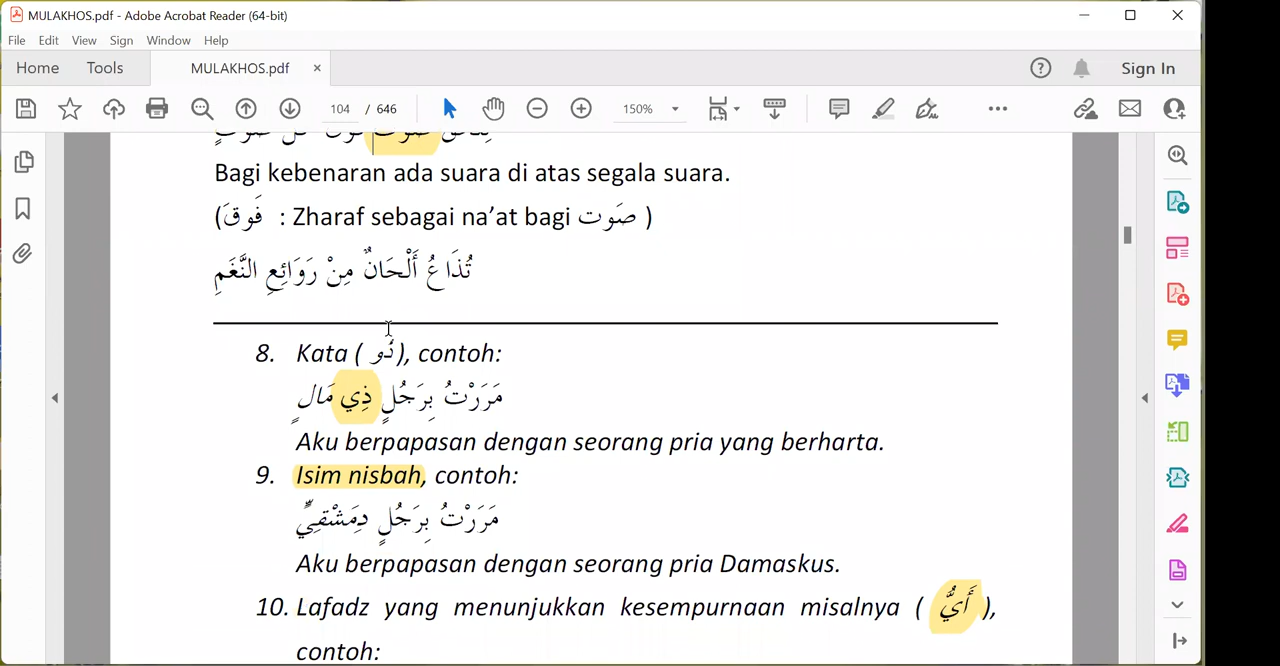 MULAKHOS.pdf - Adobe Acrobat Reader (64-bit)
File Edit View Sign Window Help
Home Tools MULAKHOS.pdf × Sign In
104 / 646 150%
Bagi kebenaran ada suara di atas segala suara.
(فَوقَ : Zharaf sebagai na’at bagi صَوت )
تُذَاعُ أَلْحَانٌ مِنْ رَوَائِعِ النَّغَمِ
8. Kata ( ذُو ), contoh:
مَرَرْتُ بِرَجُلٍ ذِي مَالٍ
Aku berpapasan dengan seorang pria yang berharta.
9. Isim nisbah, contoh:
مَرَرْتُ بِرَجُلٍ دِمَشْقِيٍّ
Aku berpapasan dengan seorang pria Damaskus.
10. Lafadz yang menunjukkan kesempurnaan misalnya ( أَيُّ ),
contoh: